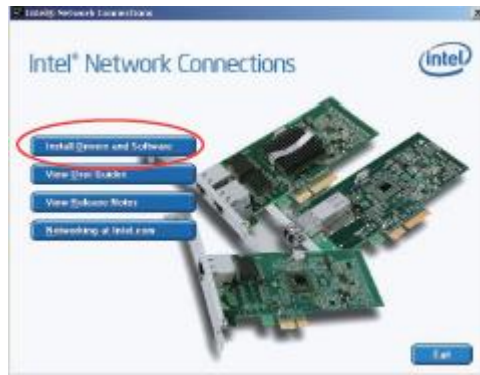 Intel® Network Connections
Intel® Network Connections
intel
Install Drivers and Software
View User Guides
View Release Notes
Networking at Intel.com
Exit